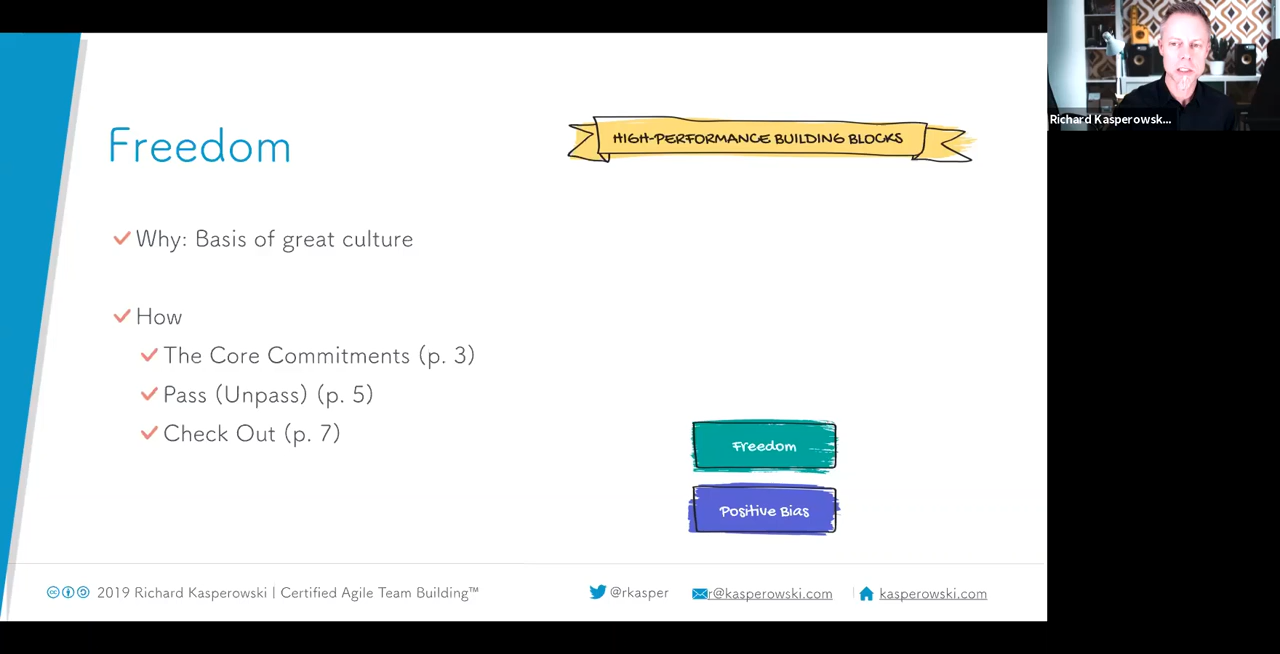 Freedom
HIGH-PERFORMANCE BUILDING BLOCKS
Why: Basis of great culture
How
The Core Commitments (p. 3)
Pass (Unpass) (p. 5)
Check Out (p. 7)
Freedom
Positive Bias
2019 Richard Kasperowski | Certified Agile Team Building™
@rkasper
r@kasperowski.com
kasperowski.com
Richard Kasperowsk...